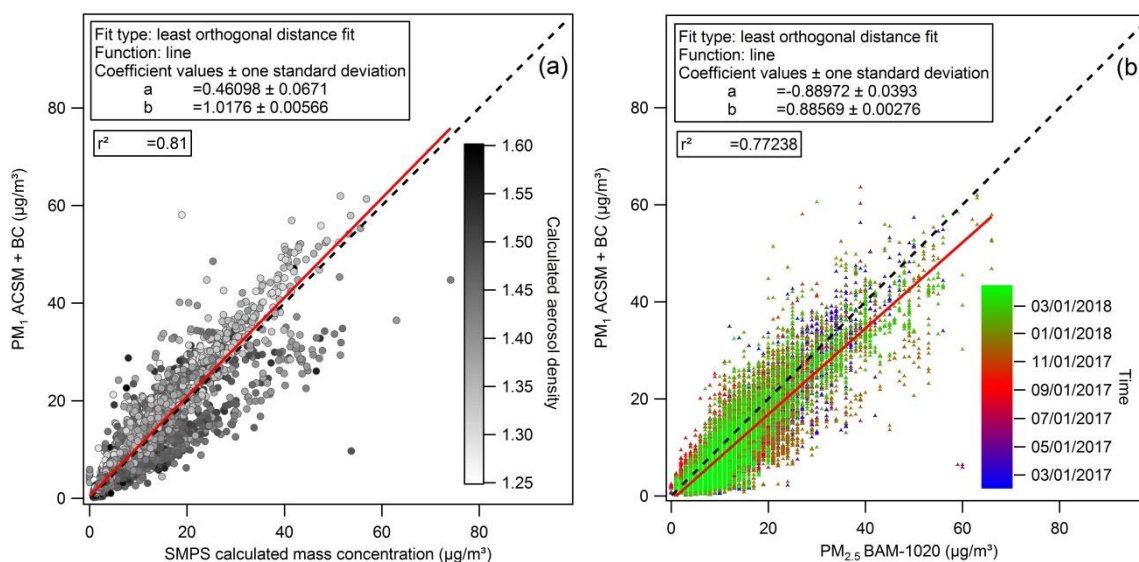 Fit type: least orthogonal distance fit
Function: line
Coefficient values ± one standard deviation
a =0.46098 ± 0.0671
b =1.0176 ± 0.00566
r² =0.81
(a)
PM₁ ACSM + BC (µg/m³)
80
60
40
20
0
0 20 40 60 80
SMPS calculated mass concentration (µg/m³)
1.60
1.55
1.50
1.45
1.40
1.35
1.30
1.25
Calculated aerosol density
Fit type: least orthogonal distance fit
Function: line
Coefficient values ± one standard deviation
a =-0.88972 ± 0.0393
b =0.88569 ± 0.00276
r² =0.77238
(b)
PM₁ ACSM + BC (µg/m³)
80
60
40
20
0
0 20 40 60 80
PM₂.₅ BAM-1020 (µg/m³)
03/01/2018
01/01/2018
11/01/2017
09/01/2017
07/01/2017
05/01/2017
03/01/2017
Time